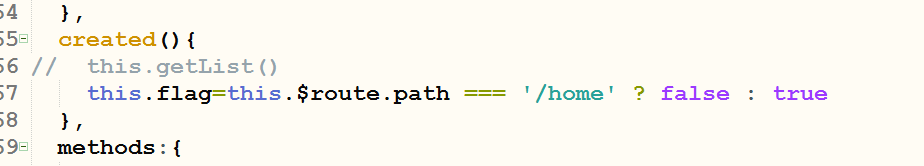 54   },
55   created(){
56 //  this.getList()
57     this.flag=this.$route.path === '/home' ? false : true
58   },
59   methods:{